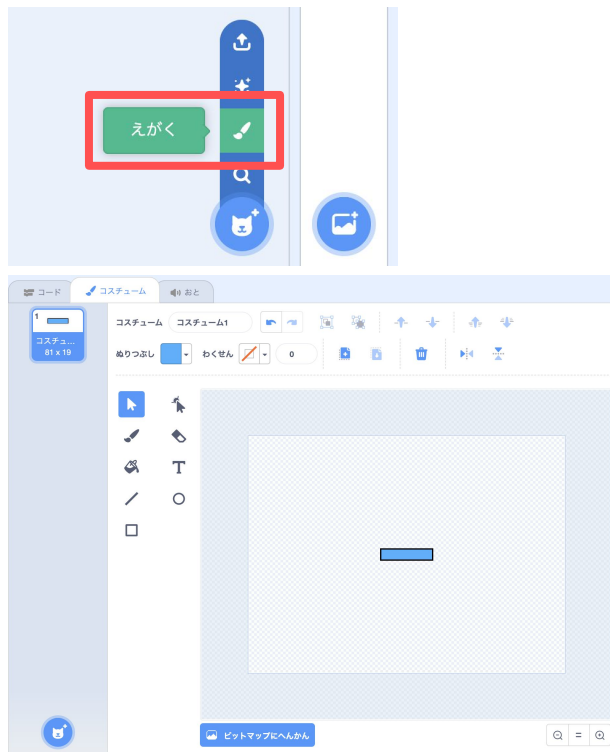 えがく
コード
コスチューム
おと
1
コスチュ...
81 x 19
コスチューム
コスチューム1
ぬりつぶし
わくせん
0
T
ビットマップにへんかん